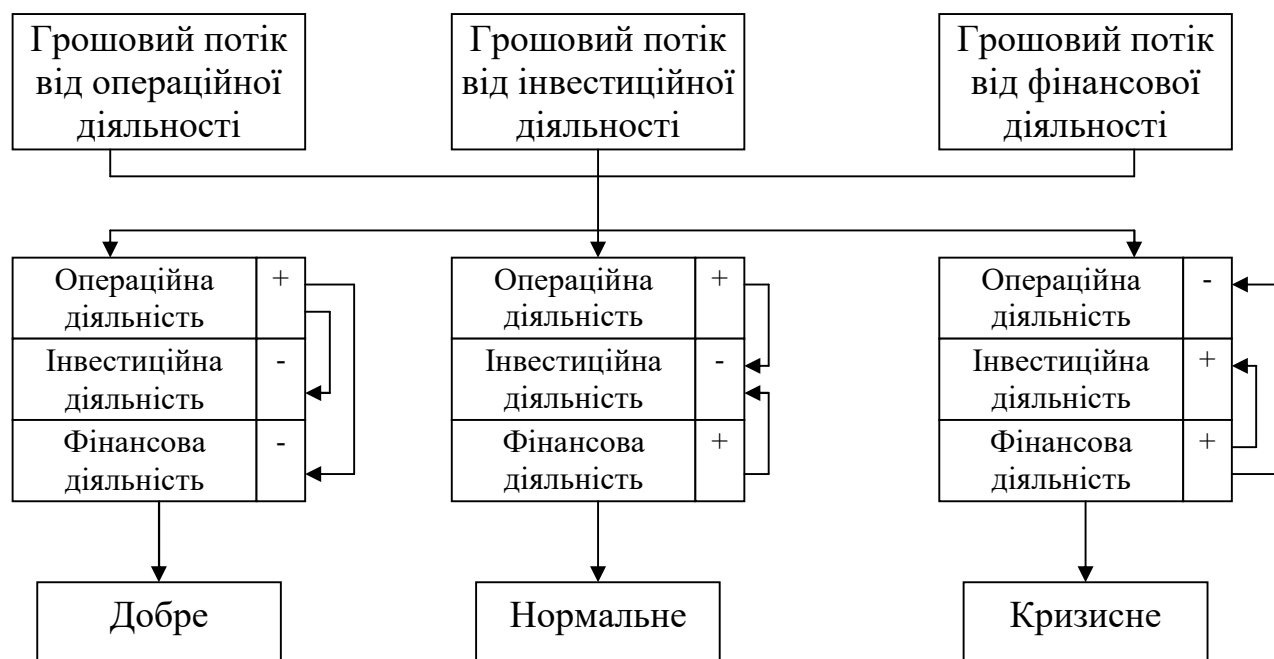 Грошовий потік
від операційної
діяльності
Грошовий потік
від інвестиційної
діяльності
Грошовий потік
від фінансової
діяльності
Операційна
діяльність
+
Інвестиційна
діяльність
-
Фінансова
діяльність
-
Операційна
діяльність
+
Інвестиційна
діяльність
-
Фінансова
діяльність
+
Операційна
діяльність
-
Інвестиційна
діяльність
+
Фінансова
діяльність
+
Добре
Нормальне
Кризисне